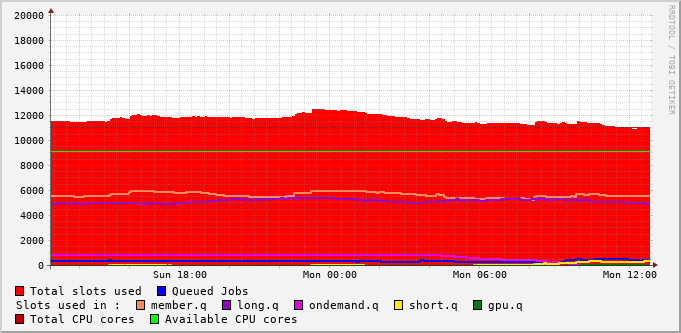 20000
18000
16000
14000
12000
10000
8000
6000
4000
2000
0
Sun 18:00 Mon 00:00 Mon 06:00 Mon 12:00
RRDTOOL / TOBI OETIKER
Total slots used Queued Jobs
Slots used in : member.q long.q ondemand.q short.q gpu.q
Total CPU cores Available CPU cores